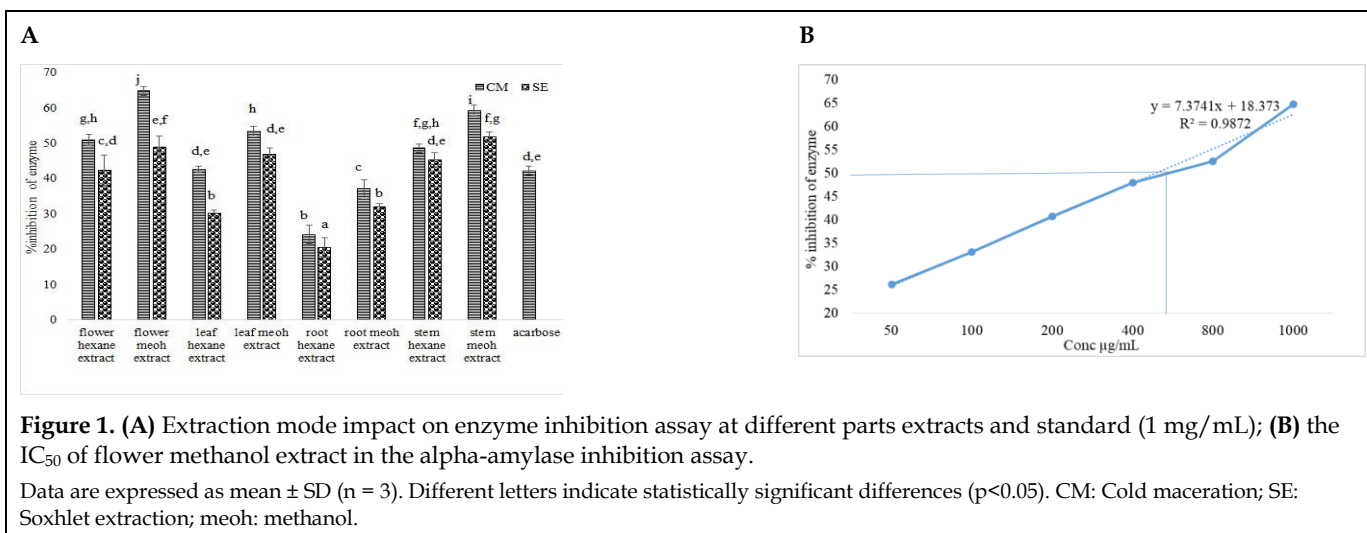 A
B
70
60
50
40
30
20
10
0
%inhibition of enzyme
CM SE
g,h
c,d
j
e,f
d,e
b
h
d,e
b
a
c
b
f,g,h
d,e
i
f,g
d,e
flower hexane extract
flower meoh extract
leaf hexane extract
leaf meoh extract
root hexane extract
root meoh extract
stem hexane extract
stem meoh extract
acarbose
70
65
60
55
50
45
40
35
30
25
20
% inhibition of enzyme
y = 7.3741x + 18.373
R² = 0.9872
50 100 200 400 800 1000
Conc µg/mL
Figure 1. (A) Extraction mode impact on enzyme inhibition assay at different parts extracts and standard (1 mg/mL); (B) the
IC50 of flower methanol extract in the alpha-amylase inhibition assay.
Data are expressed as mean ± SD (n = 3). Different letters indicate statistically significant differences (p<0.05). CM: Cold maceration; SE:
Soxhlet extraction; meoh: methanol.